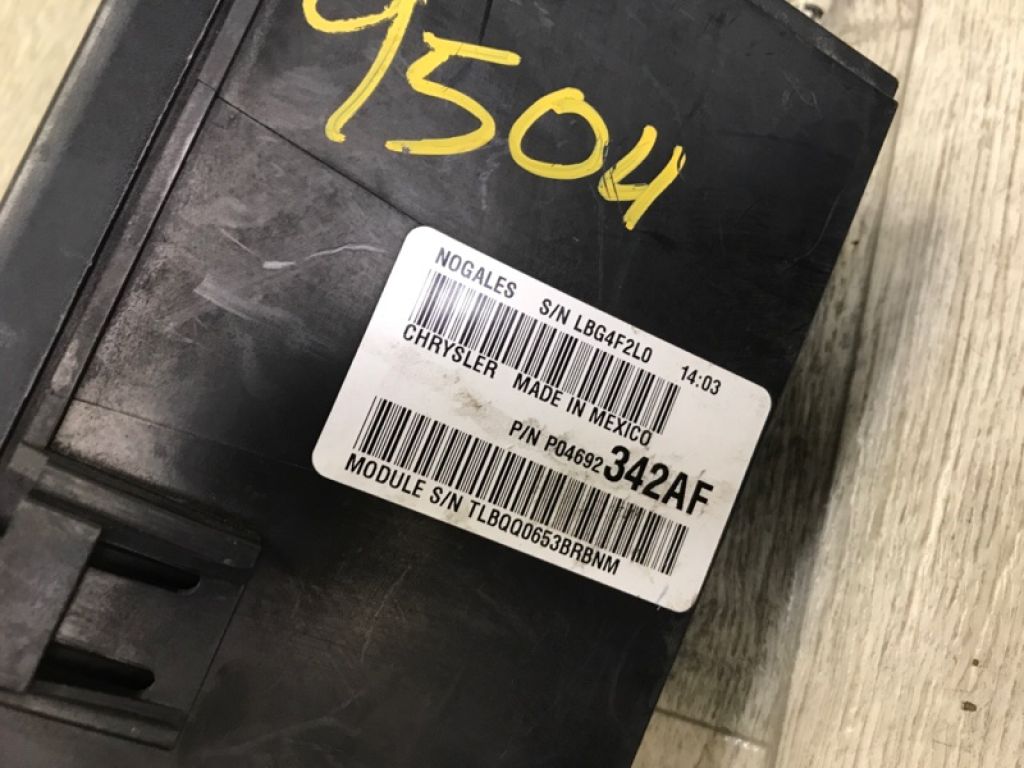 9504
NOGALES S/N LBG4F2L0 14:03
CHRYSLER MADE IN MEXICO
P/N P04692342AF
MODULE S/N TLBQQ0653BRBNM